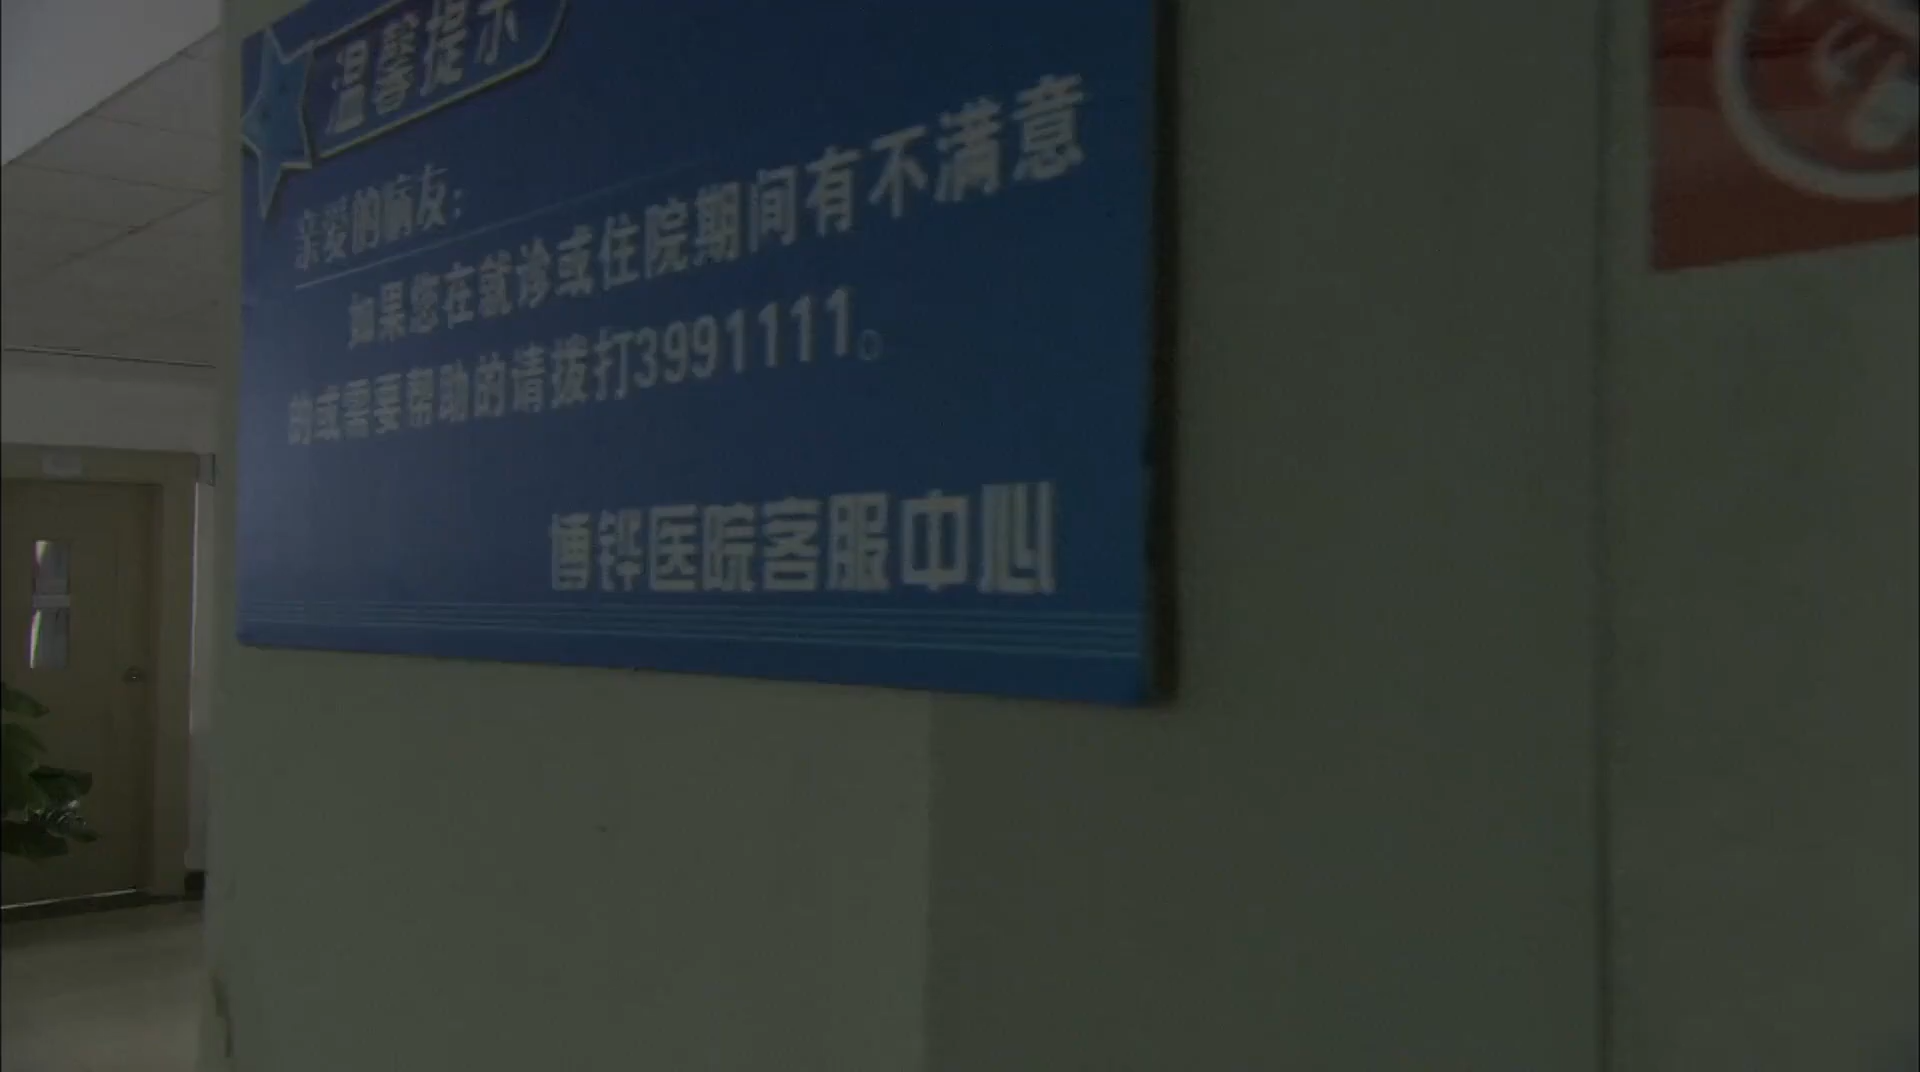 温馨提示
亲爱的病友：
如果您在就诊或住院期间有不满意
的或需要帮助的请拨打3991111。
博铧医院客服中心